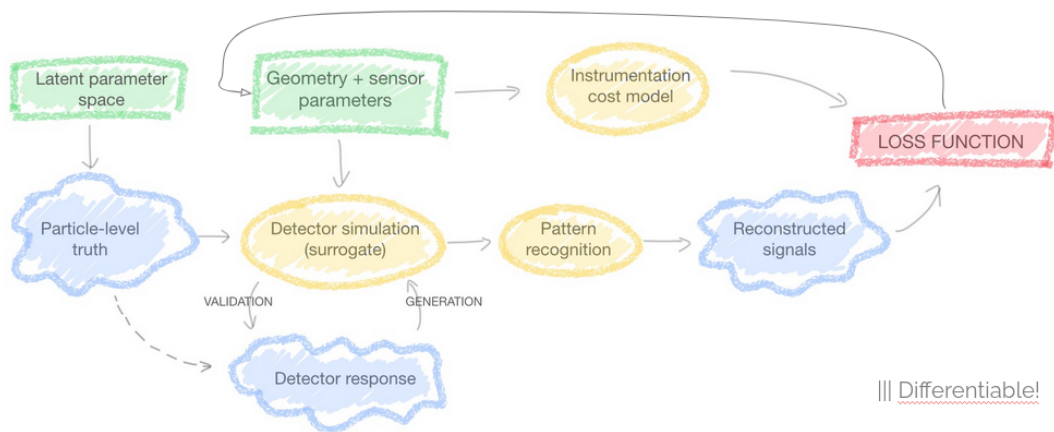 Latent parameter
space
Geometry + sensor
parameters
Instrumentation
cost model
LOSS FUNCTION
Particle-level
truth
Detector simulation
(surrogate)
Pattern
recognition
Reconstructed
signals
VALIDATION
GENERATION
Detector response
||| Differentiable!